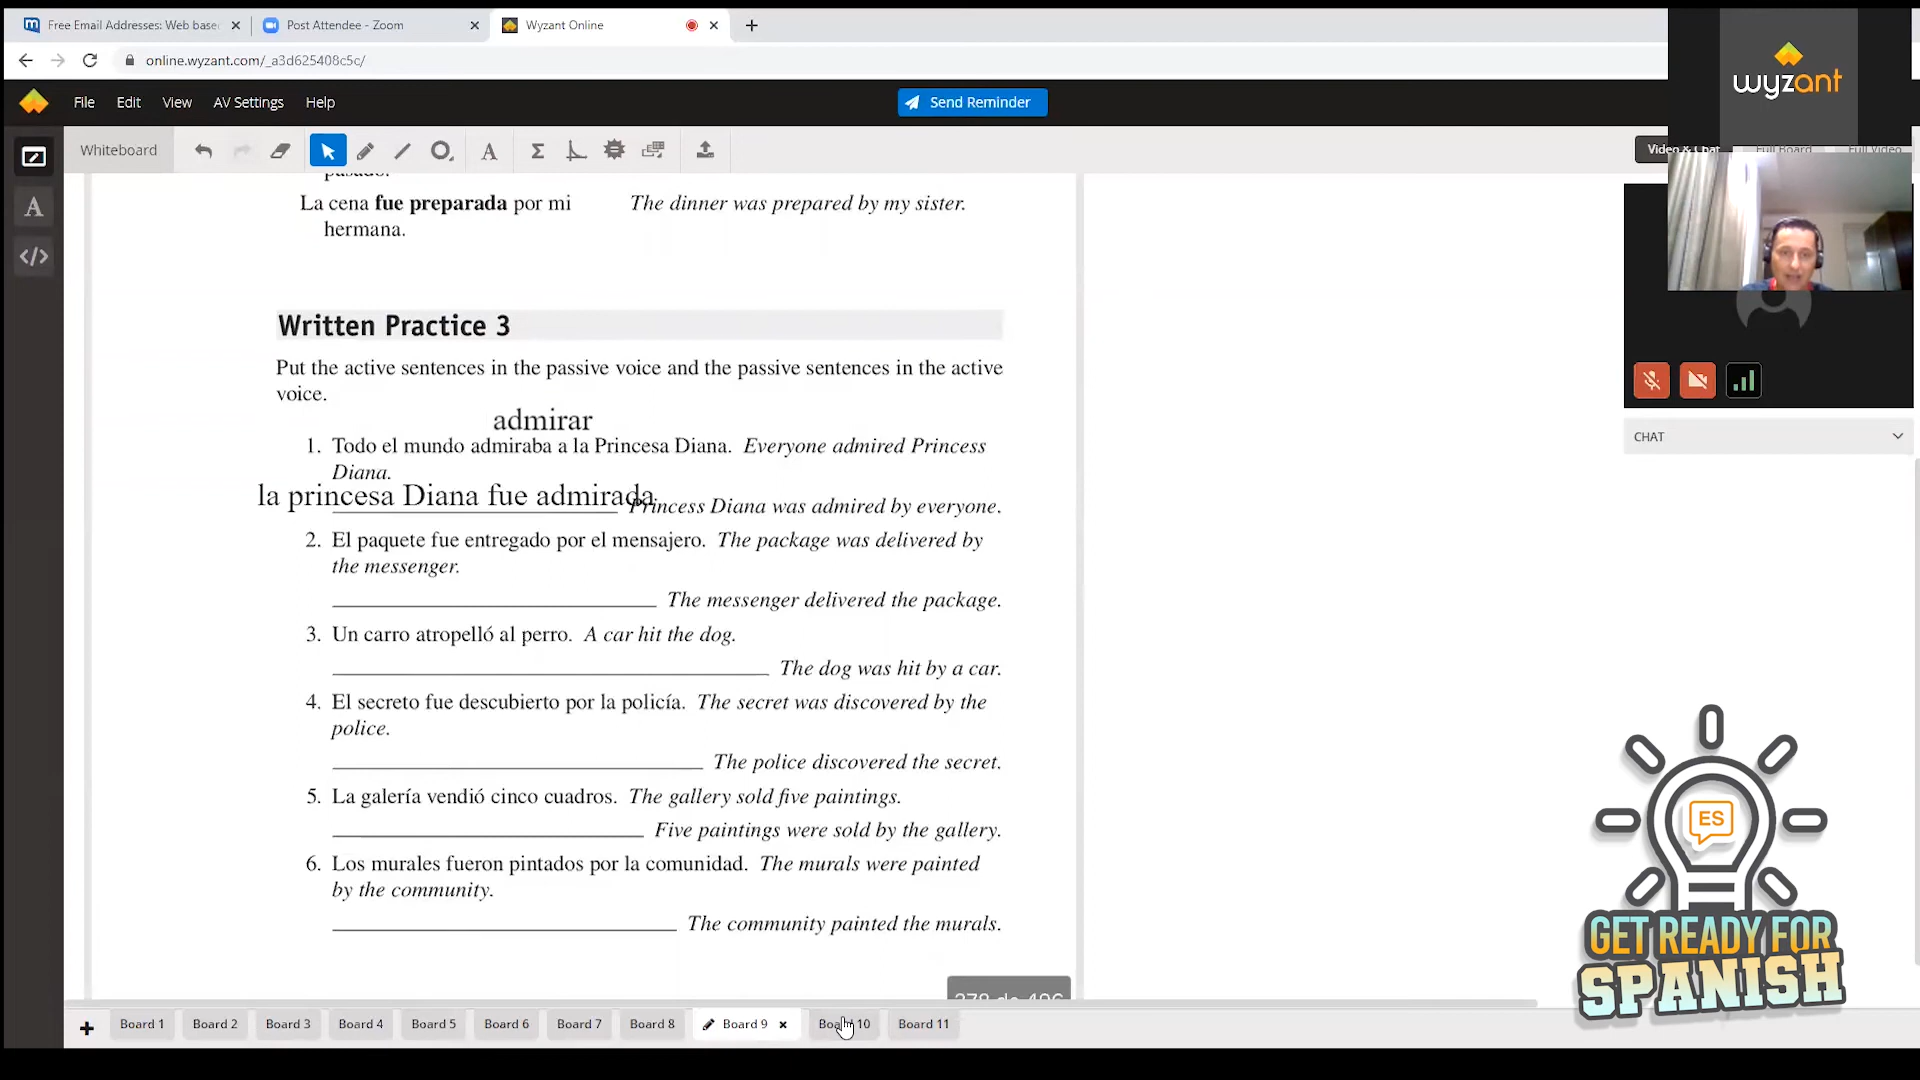 Free Email Addresses: Web base
Post Attendee - Zoom
Wyzant Online
online.wyzant.com/_a3d625408c5c/
File Edit View AV Settings Help
Send Reminder
wyzant
Whiteboard
Video & Chat Full Board Full Video
pasado.
La cena fue preparada por mi The dinner was prepared by my sister.
hermana.
Written Practice 3
Put the active sentences in the passive voice and the passive sentences in the active
voice.
admirar
1. Todo el mundo admiraba a la Princesa Diana. Everyone admired Princess
Diana.
la princesa Diana fue admirada
Princess Diana was admired by everyone.
2. El paquete fue entregado por el mensajero. The package was delivered by
the messenger.
The messenger delivered the package.
3. Un carro atropelló al perro. A car hit the dog.
The dog was hit by a car.
4. El secreto fue descubierto por la policía. The secret was discovered by the
police.
The police discovered the secret.
5. La galería vendió cinco cuadros. The gallery sold five paintings.
Five paintings were sold by the gallery.
6. Los murales fueron pintados por la comunidad. The murals were painted
by the community.
The community painted the murals.
CHAT
ES
GET READY FOR
SPANISH
Board 1 Board 2 Board 3 Board 4 Board 5 Board 6 Board 7 Board 8 Board 9 Board 10 Board 11